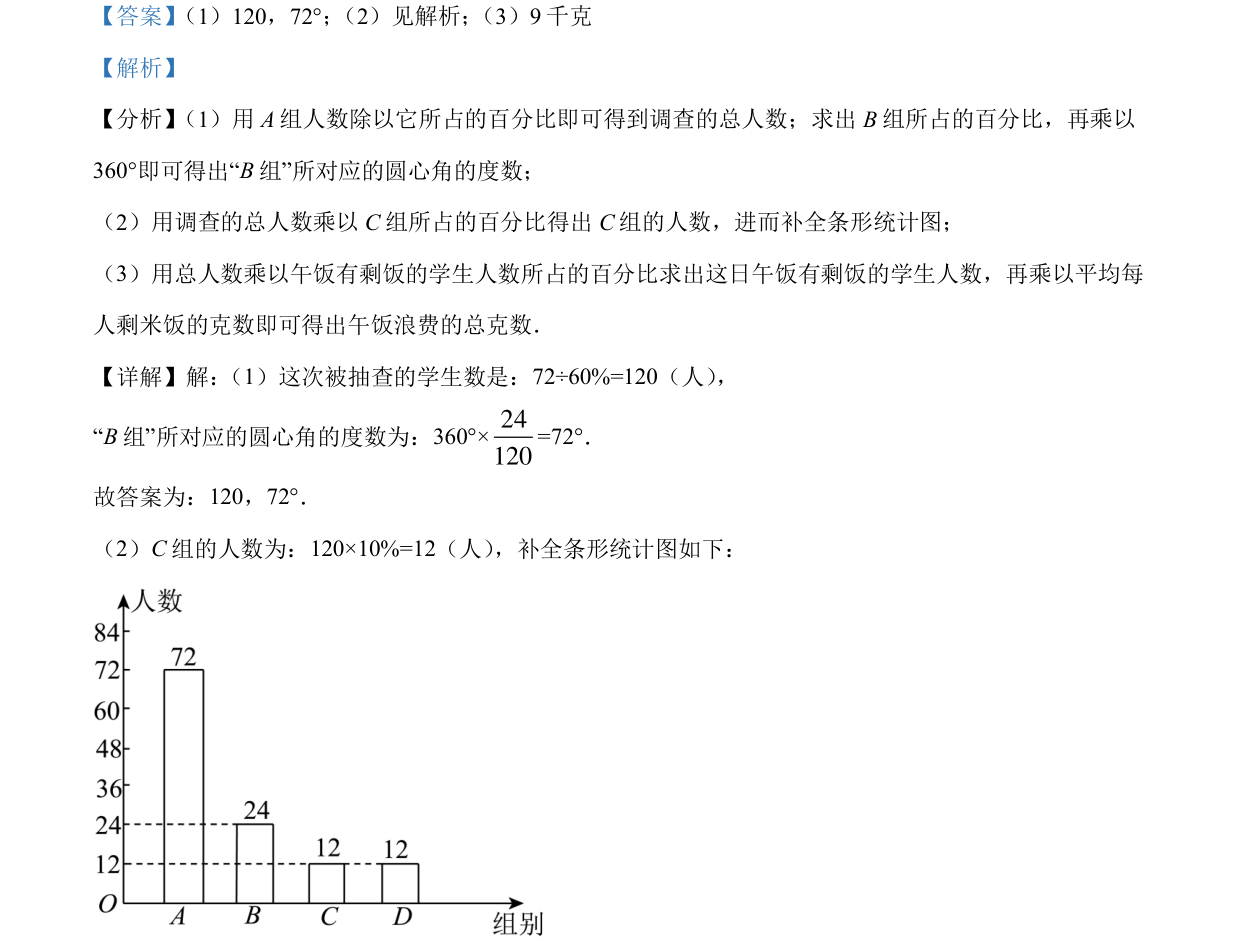 【答案】（1）120，72°；（2）见解析；（3）9 千克
【解析】
【分析】（1）用 A 组人数除以它所占的百分比即可得到调查的总人数；求出 B 组所占的百分比，再乘以
360°即可得出“B 组”所对应的圆心角的度数；
（2）用调查的总人数乘以 C 组所占的百分比得出 C 组的人数，进而补全条形统计图；
（3）用总人数乘以午饭有剩饭的学生人数所占的百分比求出这日午饭有剩饭的学生人数，再乘以平均每
人剩米饭的克数即可得出午饭浪费的总克数．
【详解】解：（1）这次被抽查的学生数是：72÷60%=120（人），
“B 组”所对应的圆心角的度数为：360°×24/120=72°．
故答案为：120，72°．
（2）C 组的人数为：120×10%=12（人），补全条形统计图如下：
人数
84
72
60
48
36
24
12
O
72
24
12
12
A B C D
组别